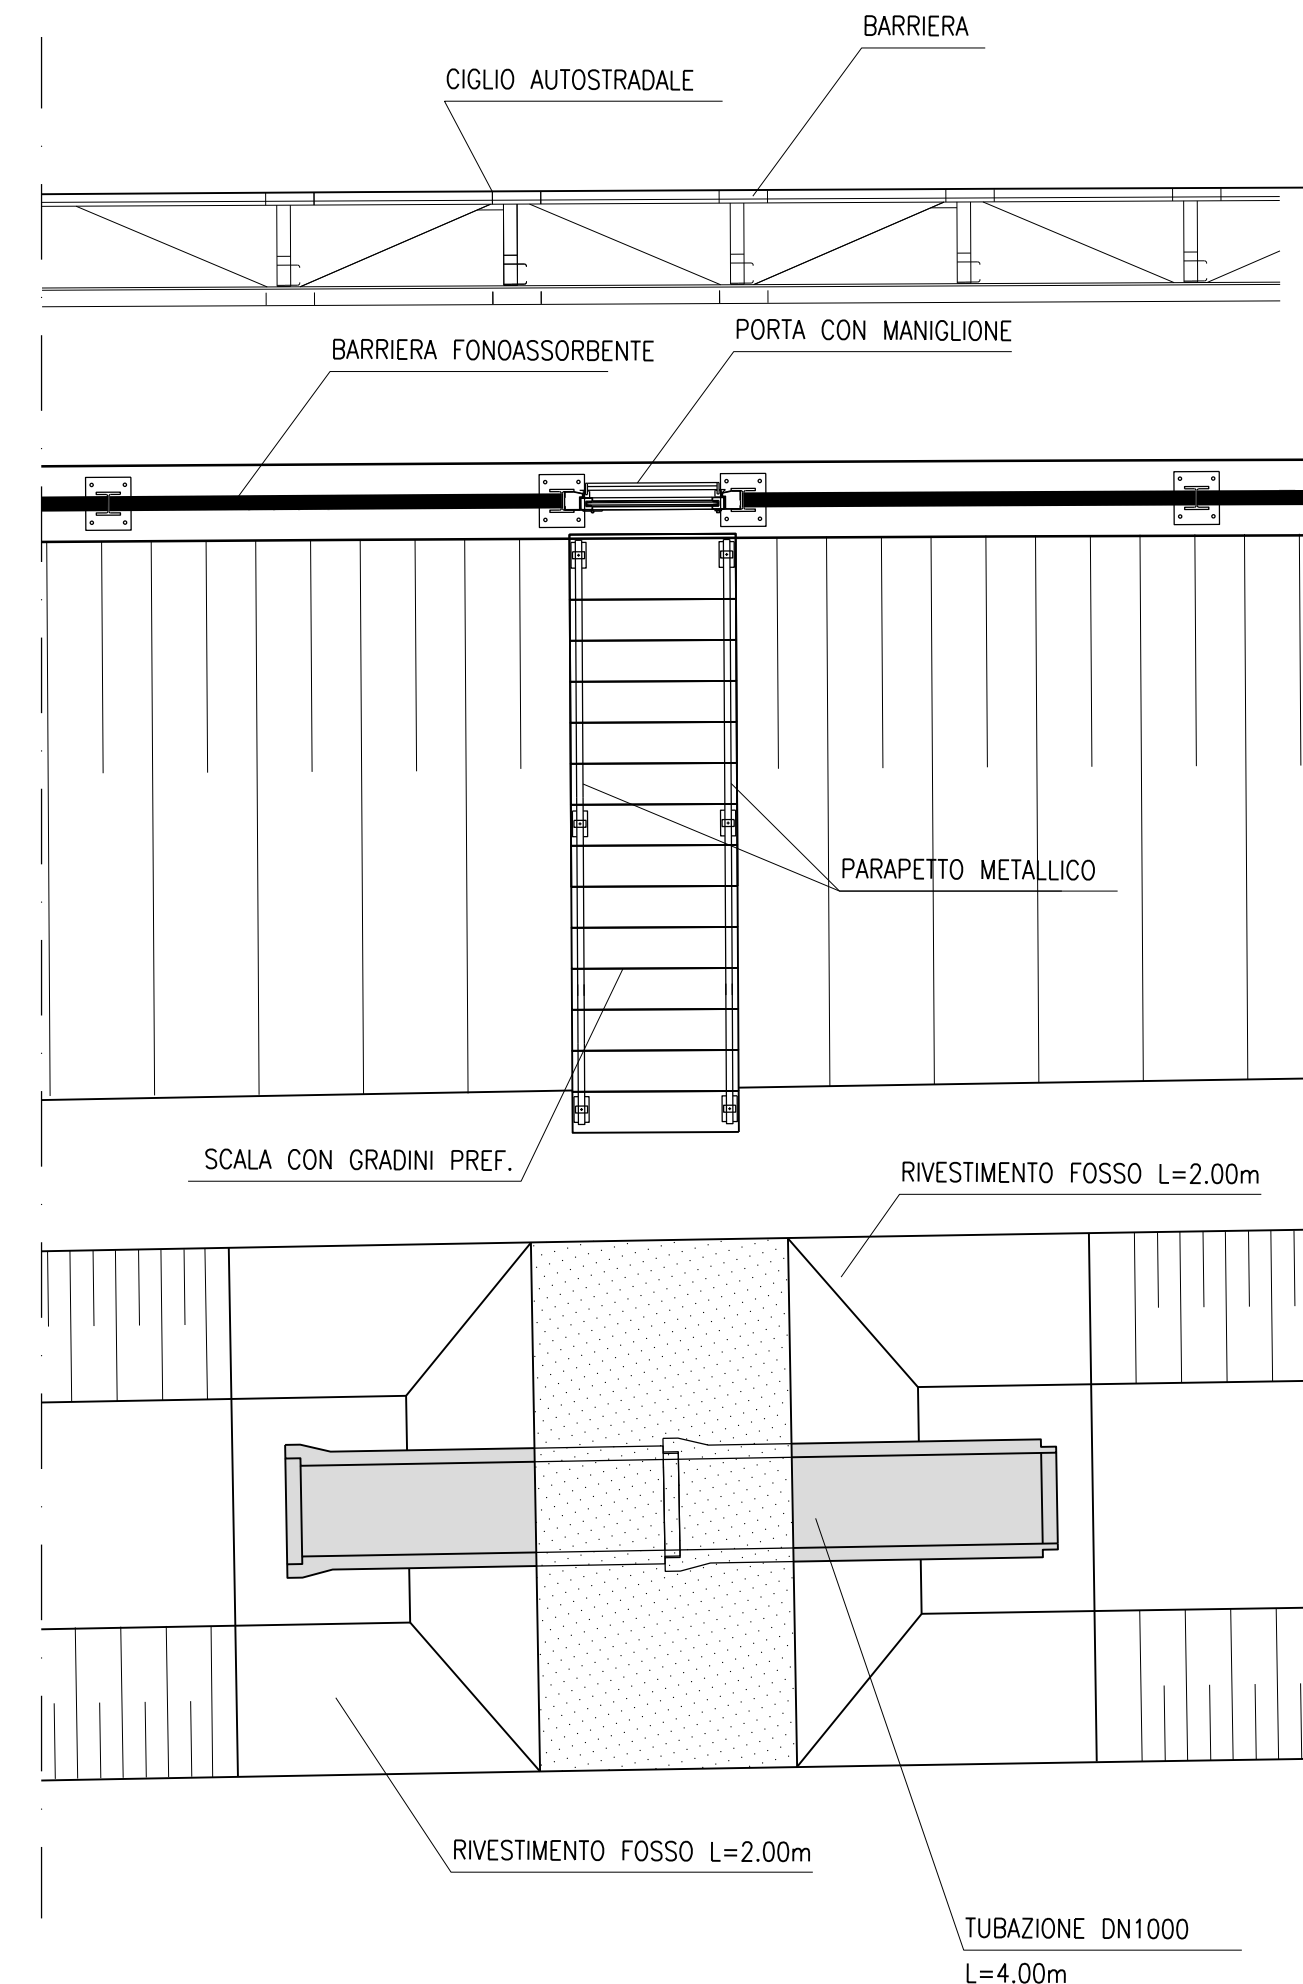 BARRIERA
CIGLIO AUTOSTRADALE
PORTA CON MANIGLIONE
BARRIERA FONOASSORBENTE
PARAPETTO METALLICO
SCALA CON GRADINI PREF.
RIVESTIMENTO FOSSO L=2.00m
RIVESTIMENTO FOSSO L=2.00m
TUBAZIONE DN1000
L=4.00m